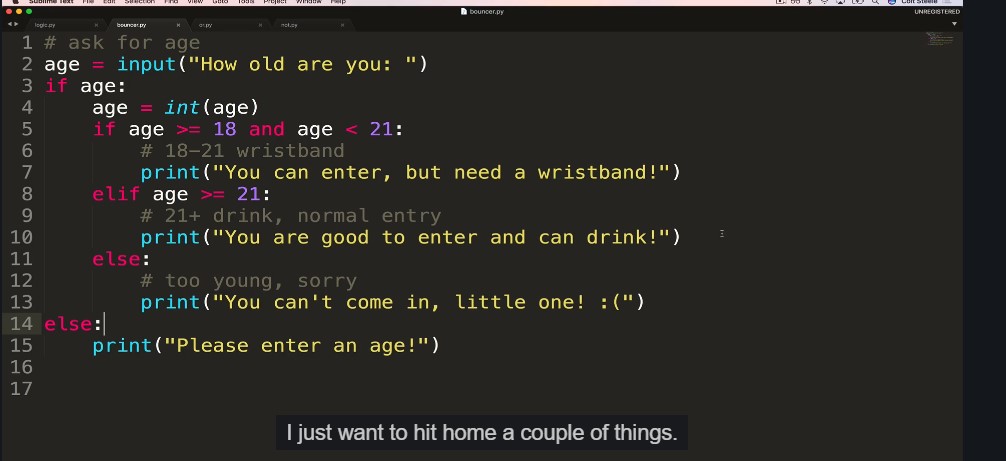 Sublime Text File Edit Selection Find View Goto Tools Project Window Help Colt Steele
bouncer.py
UNREGISTERED
logic.py × bouncer.py × or.py × not.py ×
1 # ask for age
2 age = input("How old are you: ")
3 if age:
4 age = int(age)
5 if age >= 18 and age < 21:
6 # 18-21 wristband
7 print("You can enter, but need a wristband!")
8 elif age >= 21:
9 # 21+ drink, normal entry
10 print("You are good to enter and can drink!")
11 else:
12 # too young, sorry
13 print("You can't come in, little one! :(")
14 else:
15 print("Please enter an age!")
16
17
I just want to hit home a couple of things.